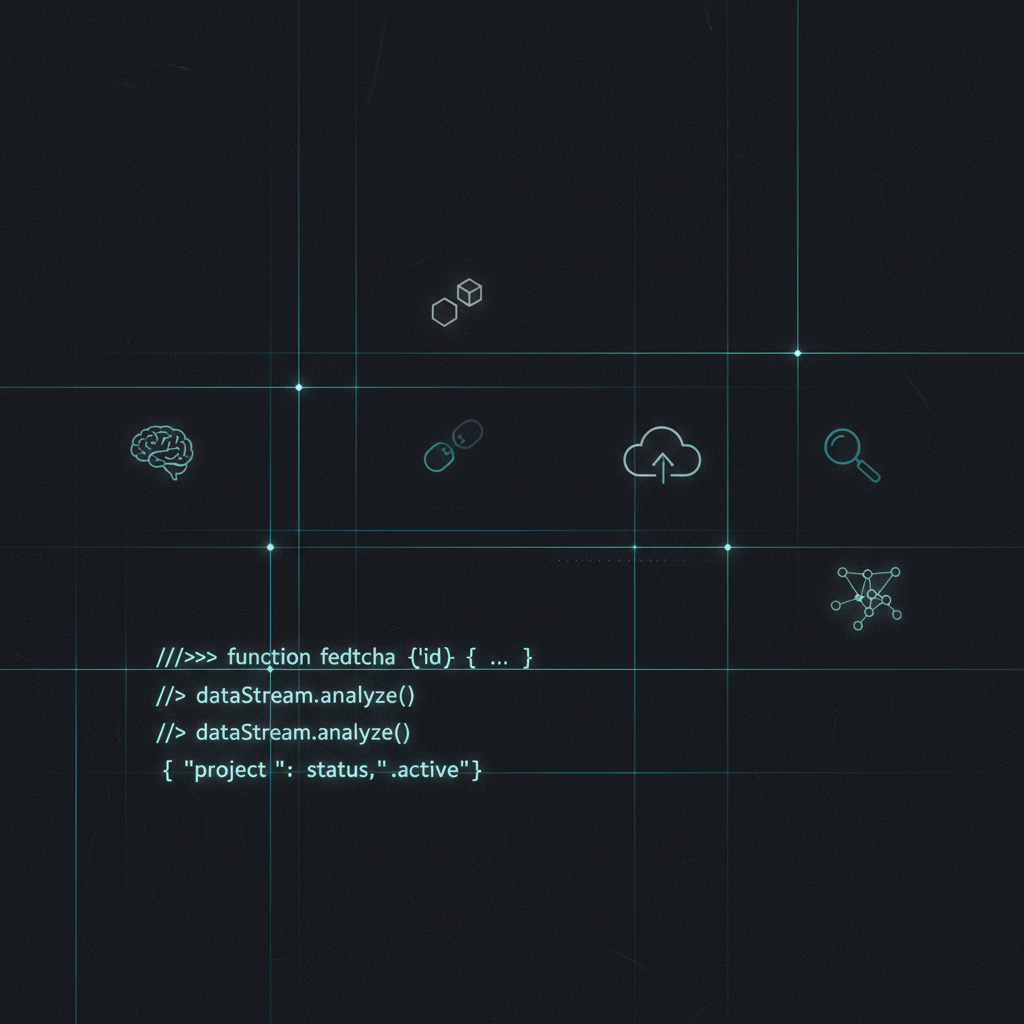 ///>>> function fedtcha {'id} { ... }
//> dataStream.analyze()
//> dataStream.analyze()
{ "project ": status,".active"}